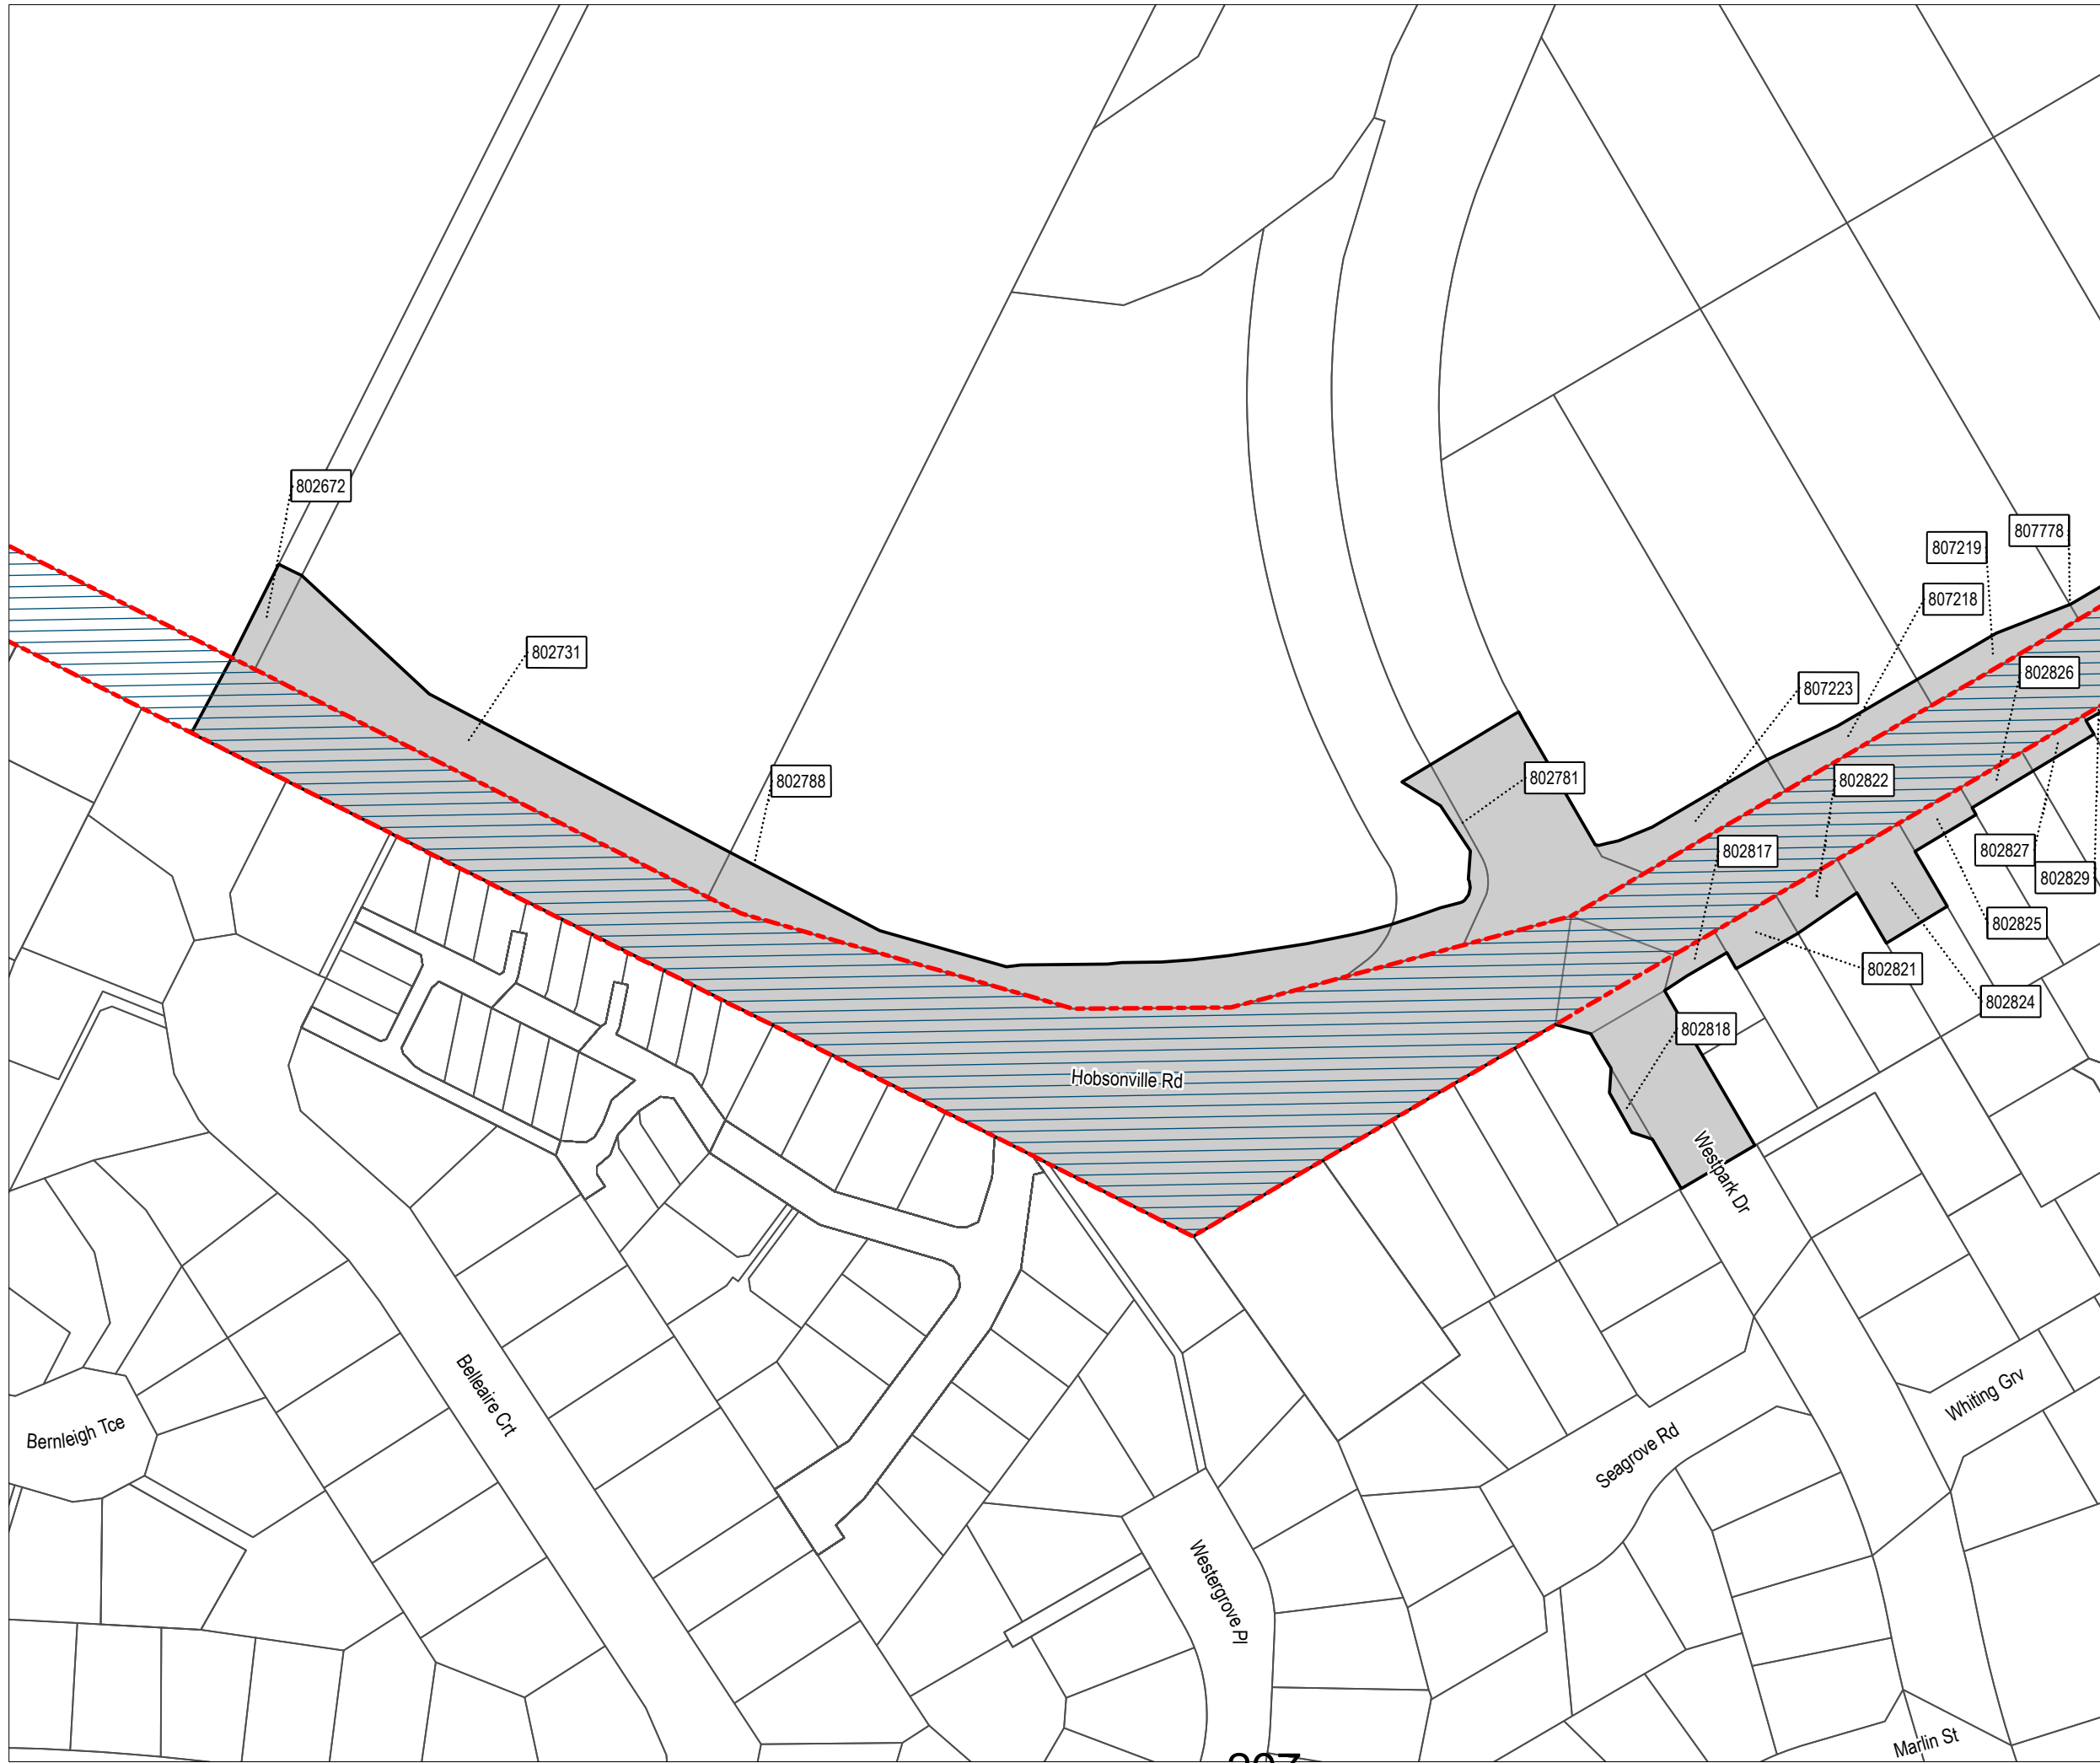 802672
807778
807219
807218
802731
802826
807223
802788
802781
802822
802817
802827
802829
802825
802821
802824
802818
Hobsonville Rd
Westpark Dr
Belleaire Crt
Whiting Grv
Bernleigh Tce
Seagrove Rd
Westergrove Pl
Marlin St